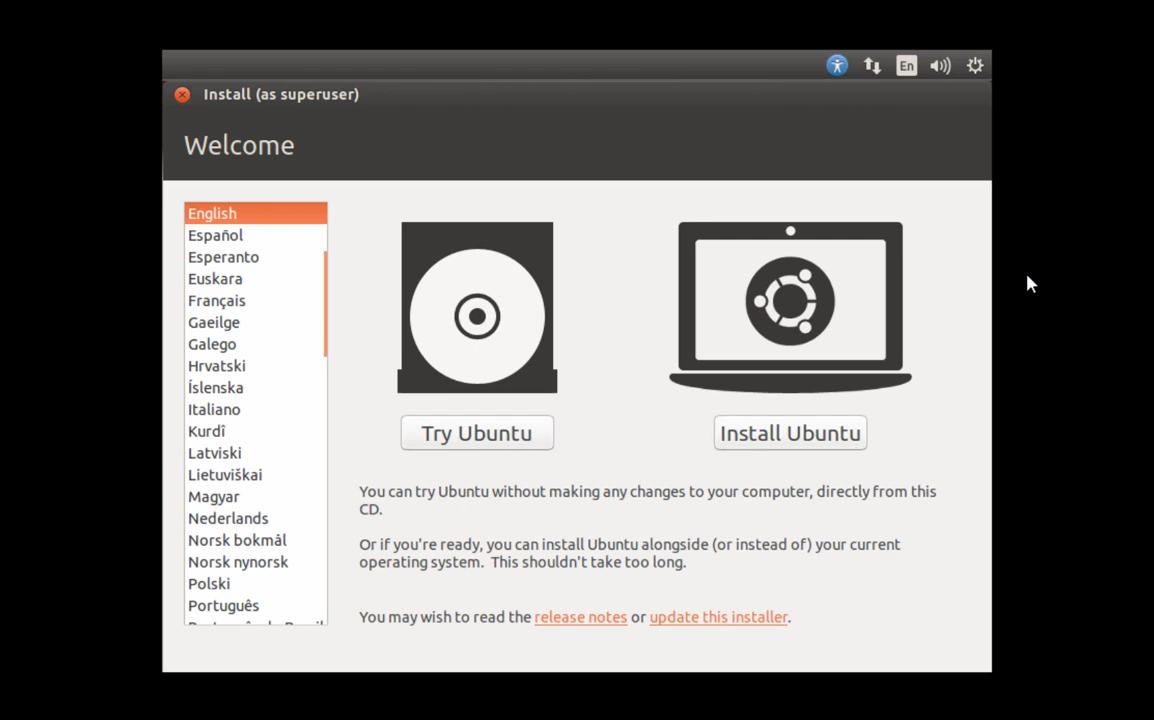 En
Install (as superuser)
Welcome
English
Español
Esperanto
Euskara
Français
Gaeilge
Galego
Hrvatski
Íslenska
Italiano
Kurdî
Latviski
Lietuviškai
Magyar
Nederlands
Norsk bokmål
Norsk nynorsk
Polski
Português
Try Ubuntu
Install Ubuntu
You can try Ubuntu without making any changes to your computer, directly from this
CD.
Or if you're ready, you can install Ubuntu alongside (or instead of) your current
operating system. This shouldn't take too long.
You may wish to read the release notes or update this installer.